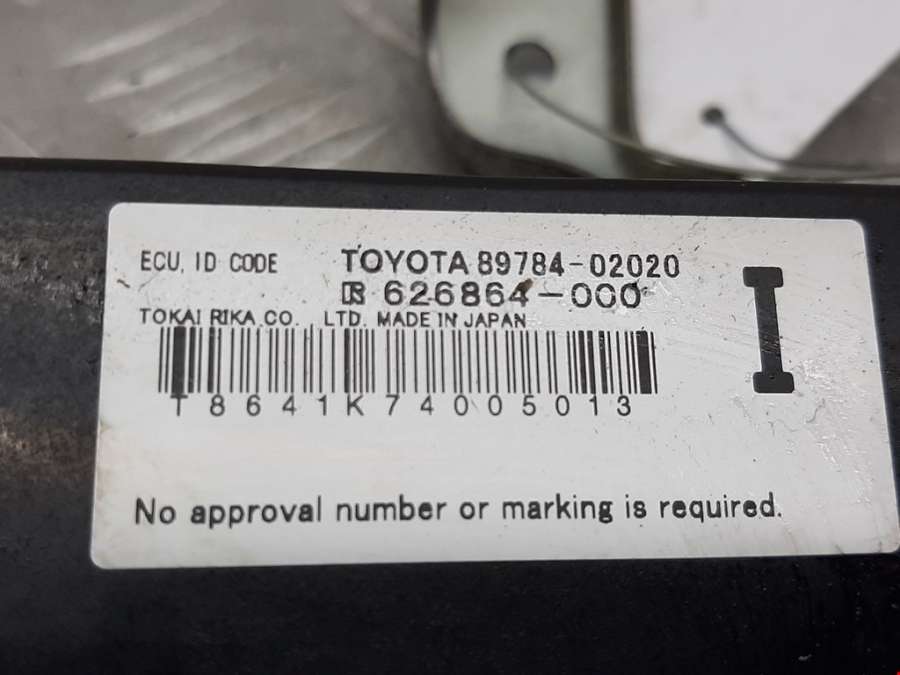 ECU, ID CODE TOYOTA 89784-02020
626864-000
TOKAI RIKA CO. LTD. MADE IN JAPAN
T8641K74005013
I
No approval number or marking is required.